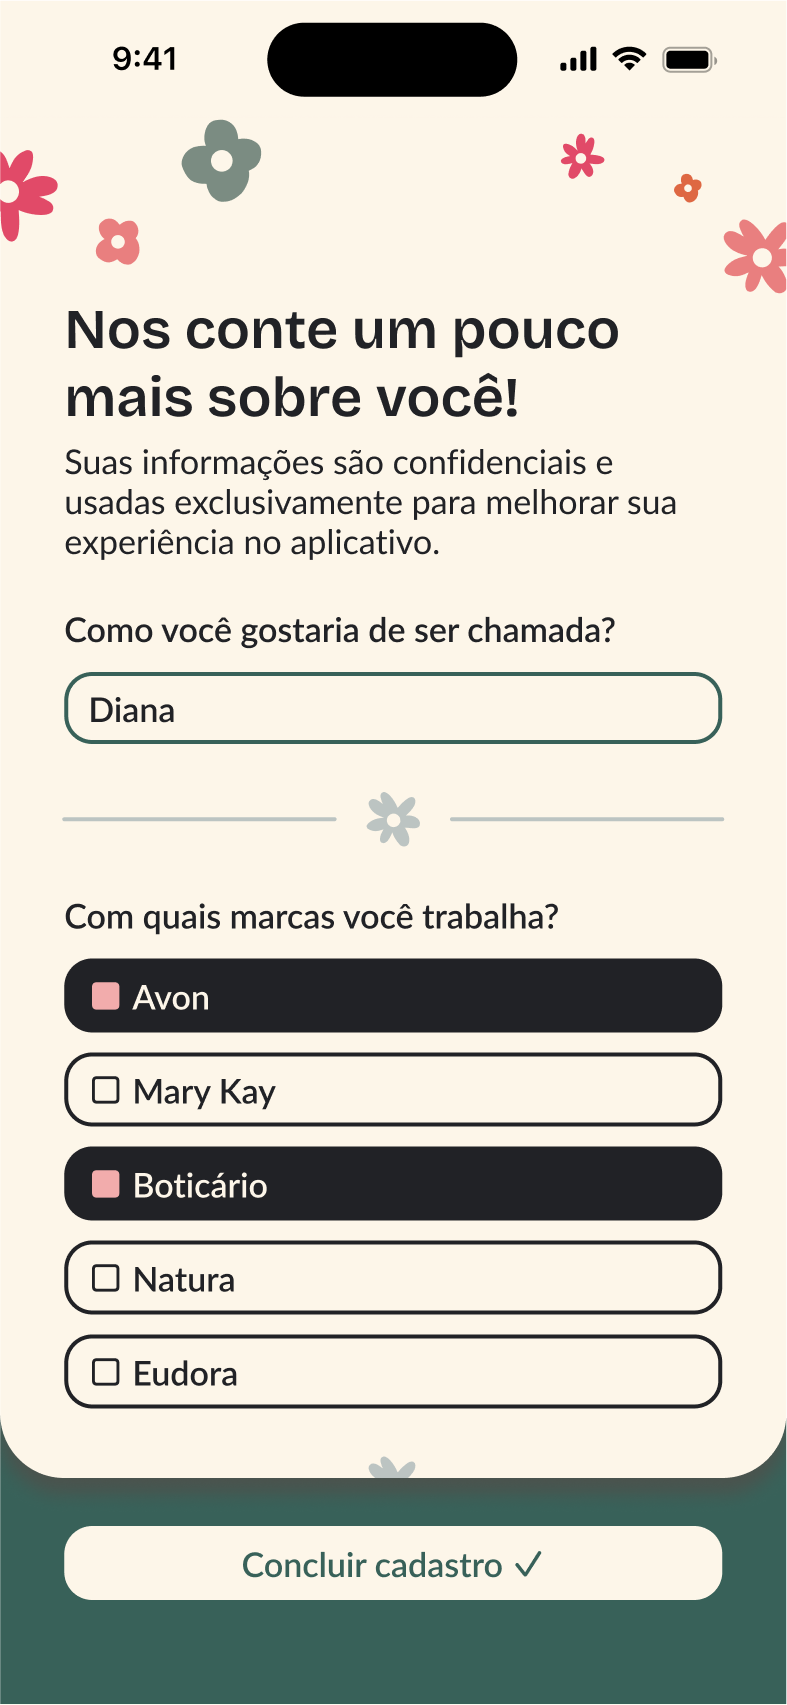 9:41
Nos conte um pouco
mais sobre você!
Suas informações são confidenciais e
usadas exclusivamente para melhorar sua
experiência no aplicativo.
Como você gostaria de ser chamada?
Diana
Com quais marcas você trabalha?
Avon
Mary Kay
Boticário
Natura
Eudora
Concluir cadastro